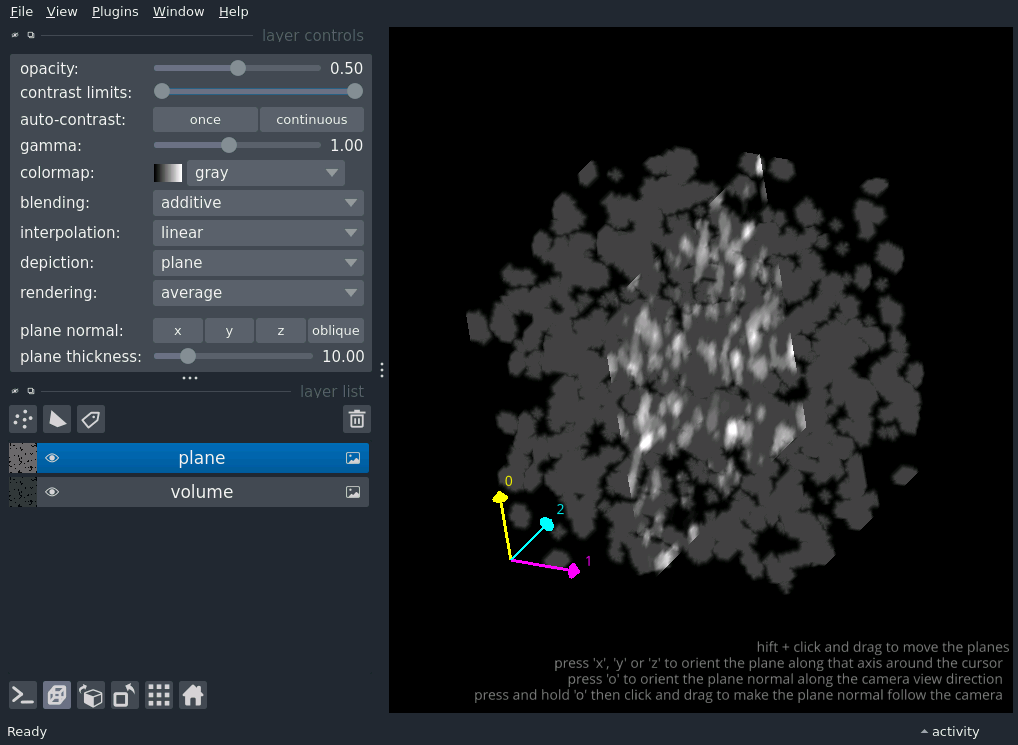 File View Plugins Window Help
layer controls
opacity: 0.50
contrast limits:
auto-contrast: once continuous
gamma: 1.00
colormap: gray
blending: additive
interpolation: linear
depiction: plane
rendering: average
plane normal: x y z oblique
plane thickness: 10.00
layer list
plane
volume
0
2
1
hift + click and drag to move the planes
press 'x', 'y' or 'z' to orient the plane along that axis around the cursor
press 'o' to orient the plane normal along the camera view direction
press and hold 'o' then click and drag to make the plane normal follow the camera
Ready activity